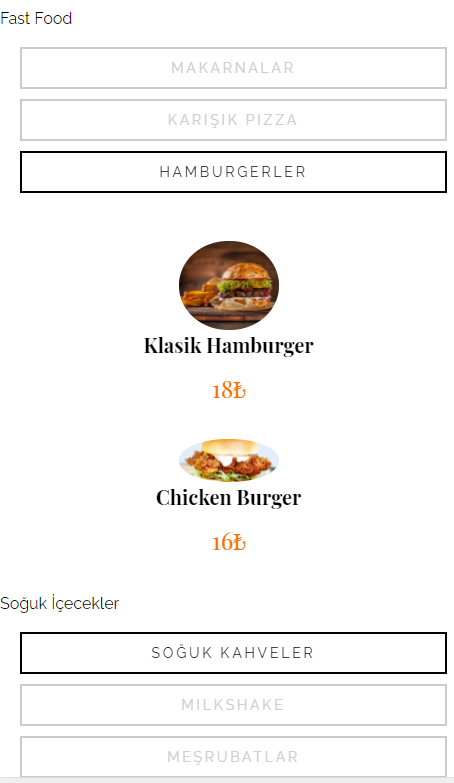 Fast Food
MAKARNALAR
KARIŞIK PIZZA
HAMBURGERLER
Klasik Hamburger
18₺
Chicken Burger
16₺
Soğuk İçecekler
SOĞUK KAHVELER
MILKSHAKE
MEŞRUBATLAR